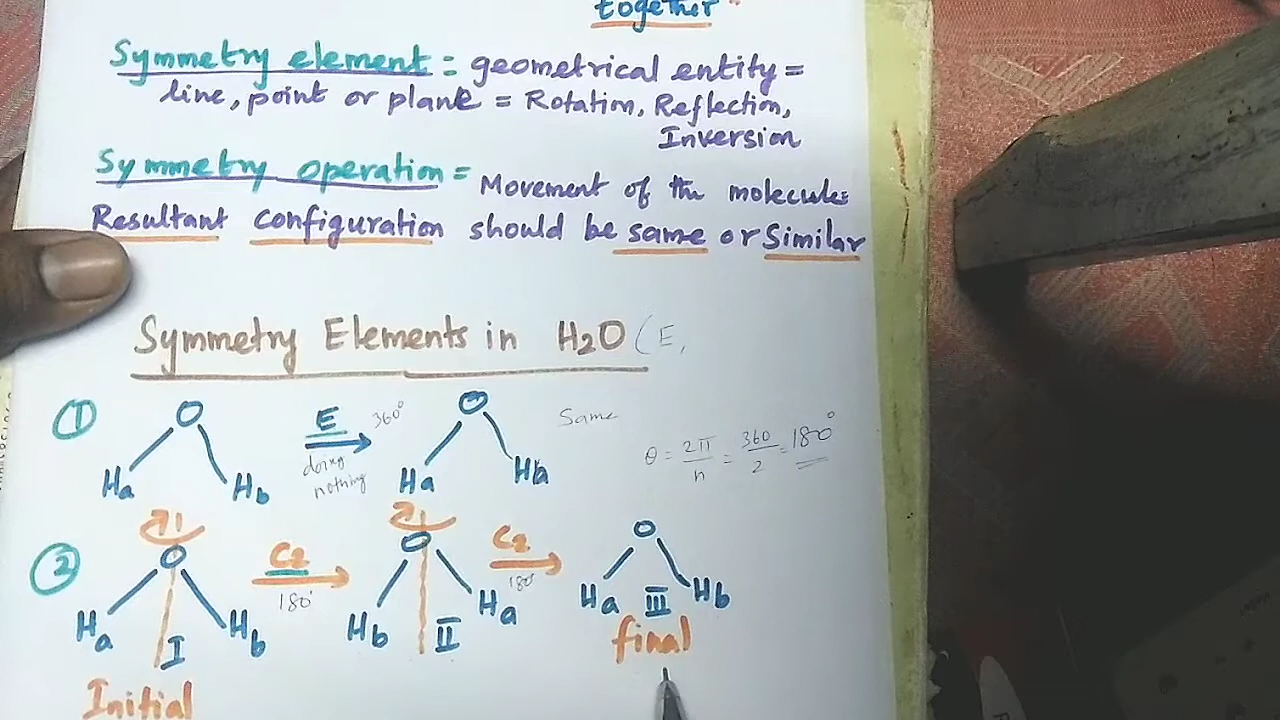 together"
Symmetry element = geometrical entity =
line, point or plane = Rotation, Reflection,
Inversion
Symmetry operation = Movement of the molecules
Resultant configuration should be same or Similar
Symmetry Elements in H2O (E,
1 O E 360° O Same
doing nothing
Ha Hb Ha Hb
θ = 2π/n = 360/2 = 180°
2 O C2 180° O C2 180° O
Ha Hb I Hb Ha II Ha Hb III
Initial final